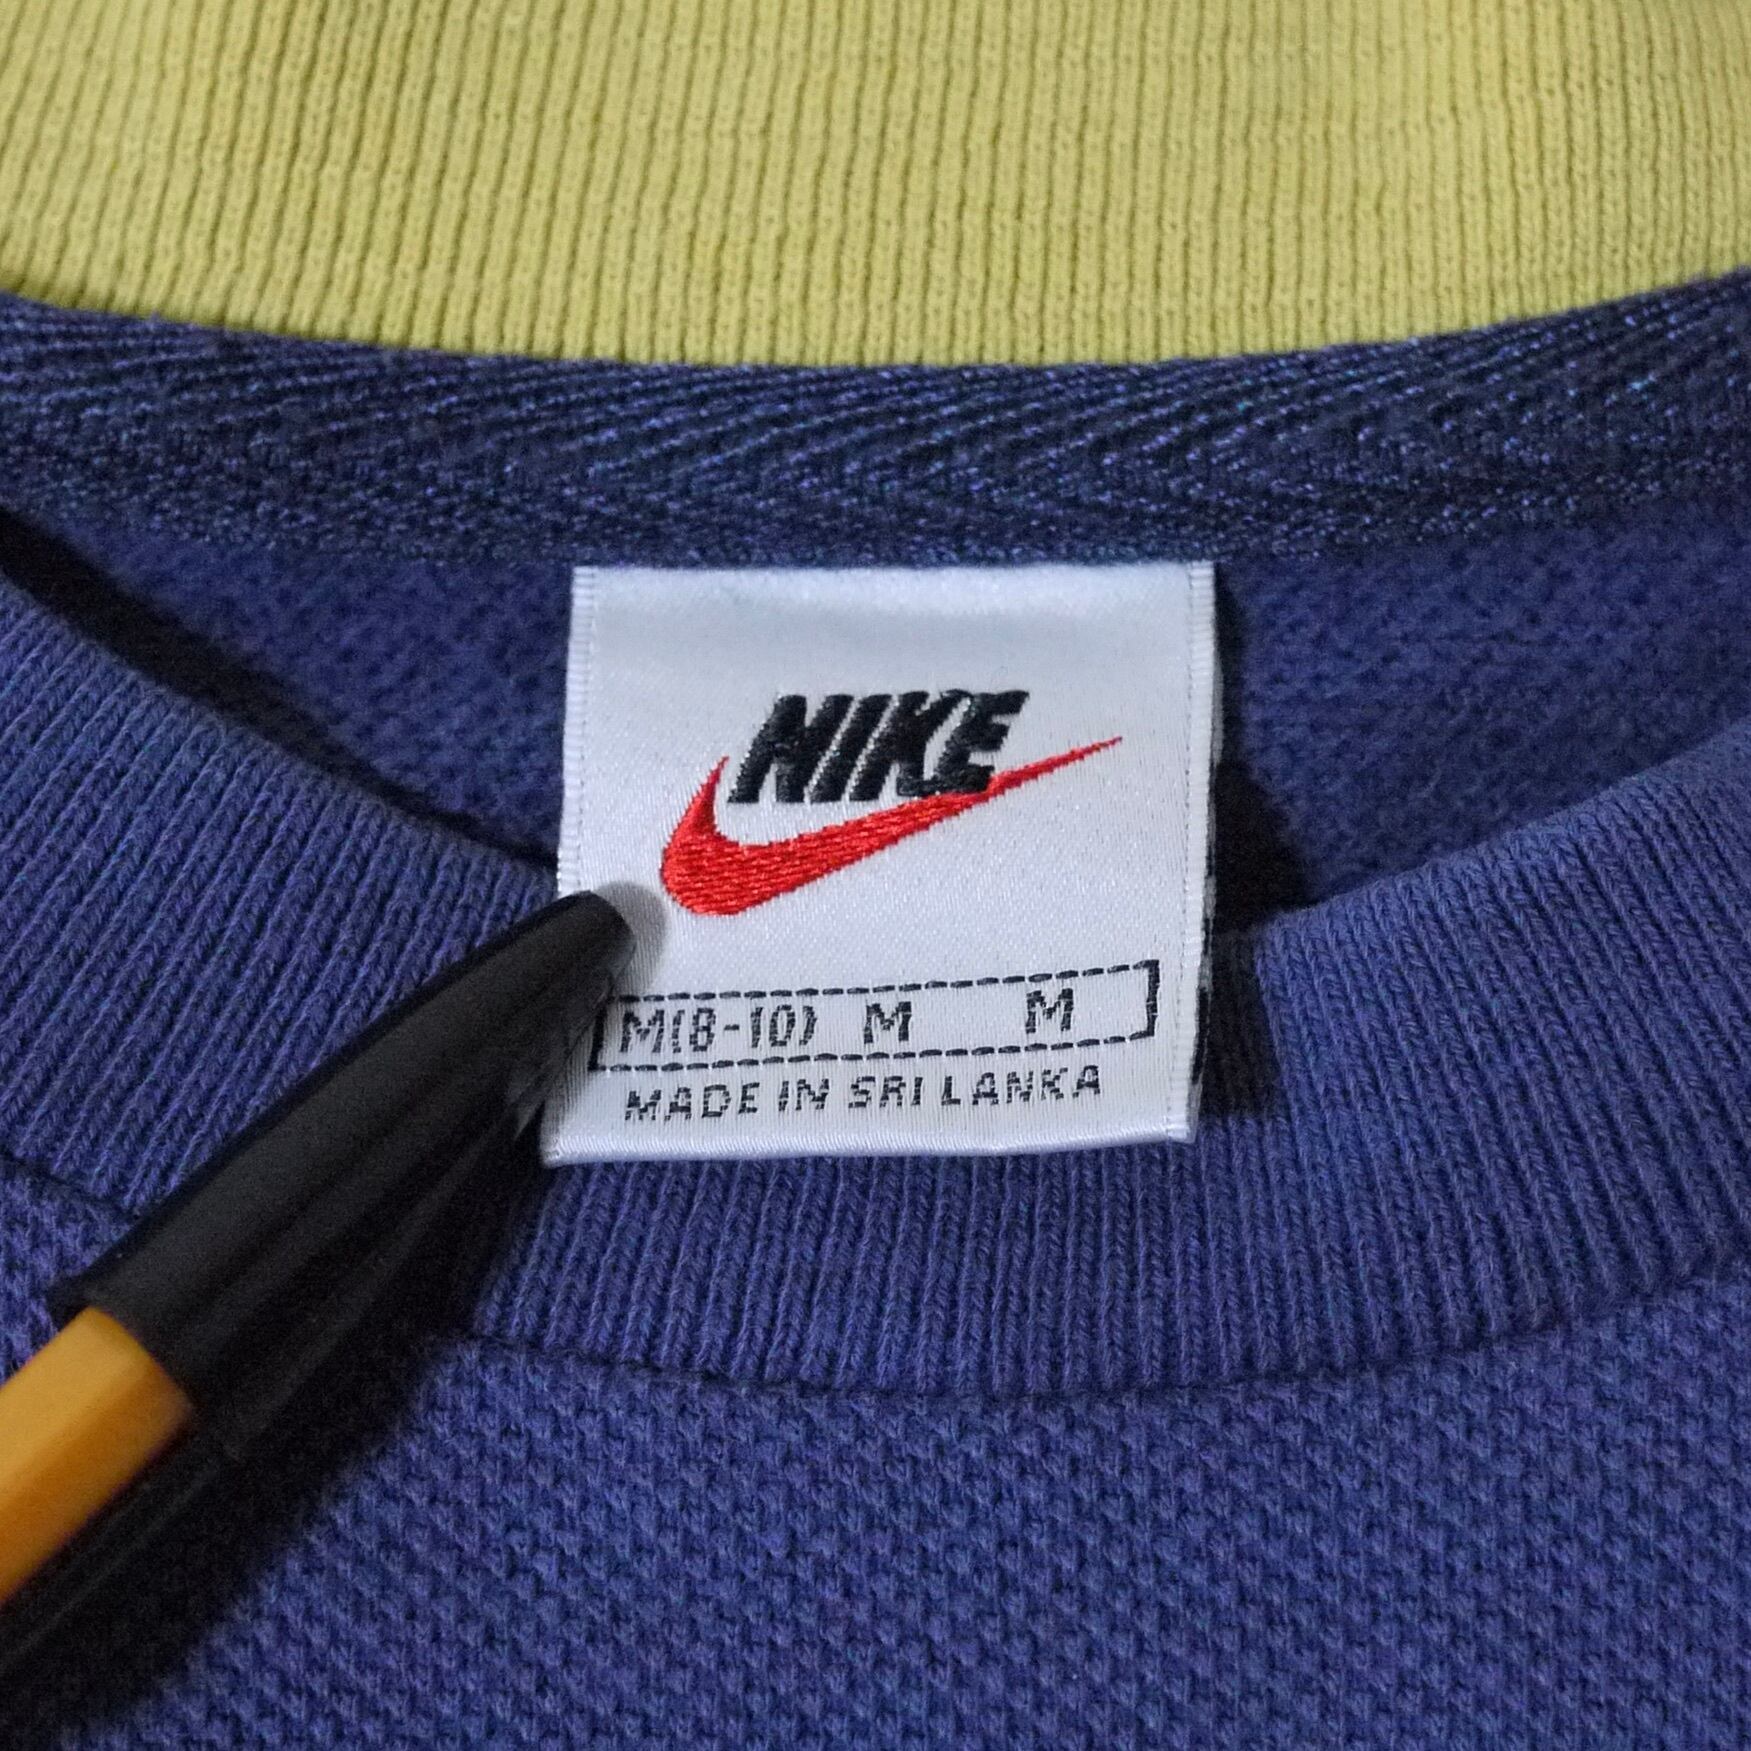 NIKE
M(8-10) M M
MADE IN SRI LANKA